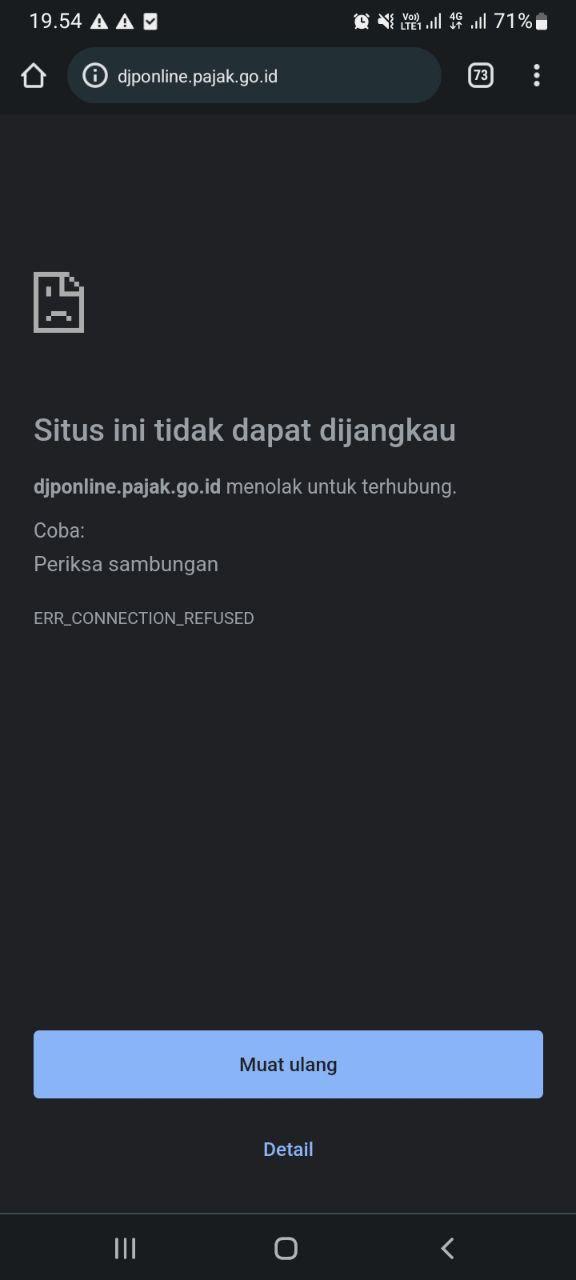 19.54 Vo) LTE1 4G 71%
djponline.pajak.go.id 73
Situs ini tidak dapat dijangkau
djponline.pajak.go.id menolak untuk terhubung.
Coba:
Periksa sambungan
ERR_CONNECTION_REFUSED
Muat ulang
Detail